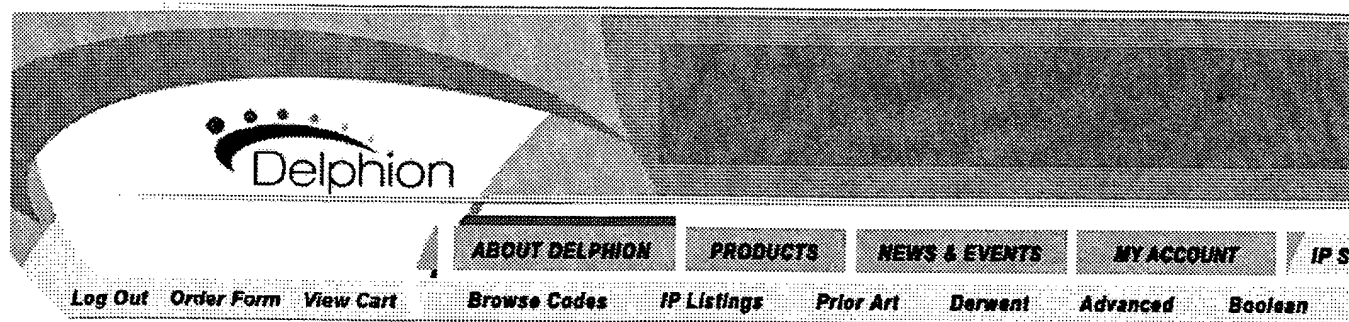 Delphion
ABOUT DELPHION PRODUCTS NEWS & EVENTS MY ACCOUNT IP S
Log Out Order Form View Cart Browse Codes IP Listings Prior Art Derwent Advanced Boolean